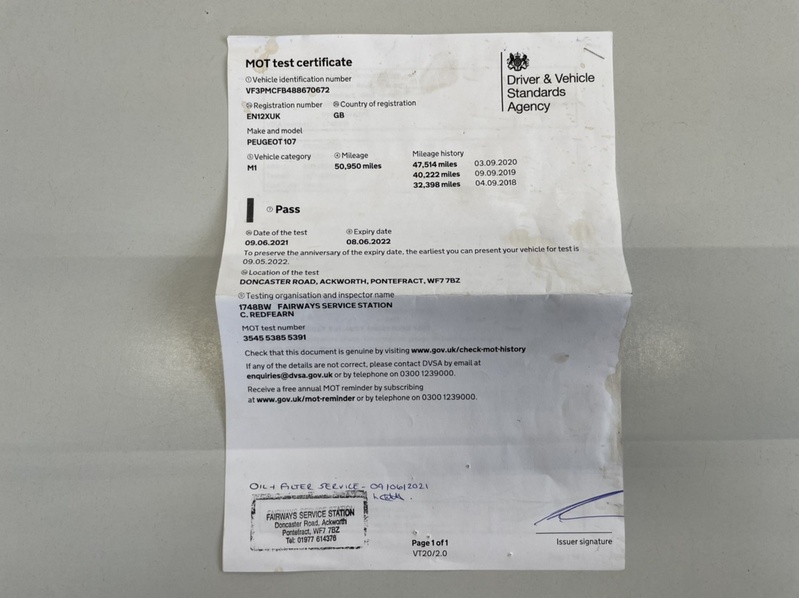 MOT test certificate
Driver & Vehicle
Standards
Agency
Vehicle identification number
VF3PMCFB488670672
Registration number
EN12XUK
Country of registration
GB
Make and model
PEUGEOT 107
Vehicle category
M1
Mileage
50,950 miles
Mileage history
47,514 miles 03.09.2020
40,222 miles 09.09.2019
32,398 miles 04.09.2018
Pass
Date of the test
09.06.2021
Expiry date
08.06.2022
To preserve the anniversary of the expiry date, the earliest you can present your vehicle for test is
09.05.2022.
Location of the test
DONCASTER ROAD, ACKWORTH, PONTEFRACT, WF7 7BZ
Testing organisation and inspector name
1748BW FAIRWAYS SERVICE STATION
C. REDFEARN
MOT test number
3545 5385 5391
Check that this document is genuine by visiting www.gov.uk/check-mot-history
If any of the details are not correct, please contact DVSA by email at
enquiries@dvsa.gov.uk or by telephone on 0300 1239000.
Receive a free annual MOT reminder by subscribing
at www.gov.uk/mot-reminder or by telephone on 0300 1239000.
OIL + FILTER SERVICE - 09/06/2021
FAIRWAYS SERVICE STATION
Doncaster Road, Ackworth
Pontefract, WF7 7BZ
Tel: 01977 614376
Page 1 of 1
VT20/2.0
Issuer signature